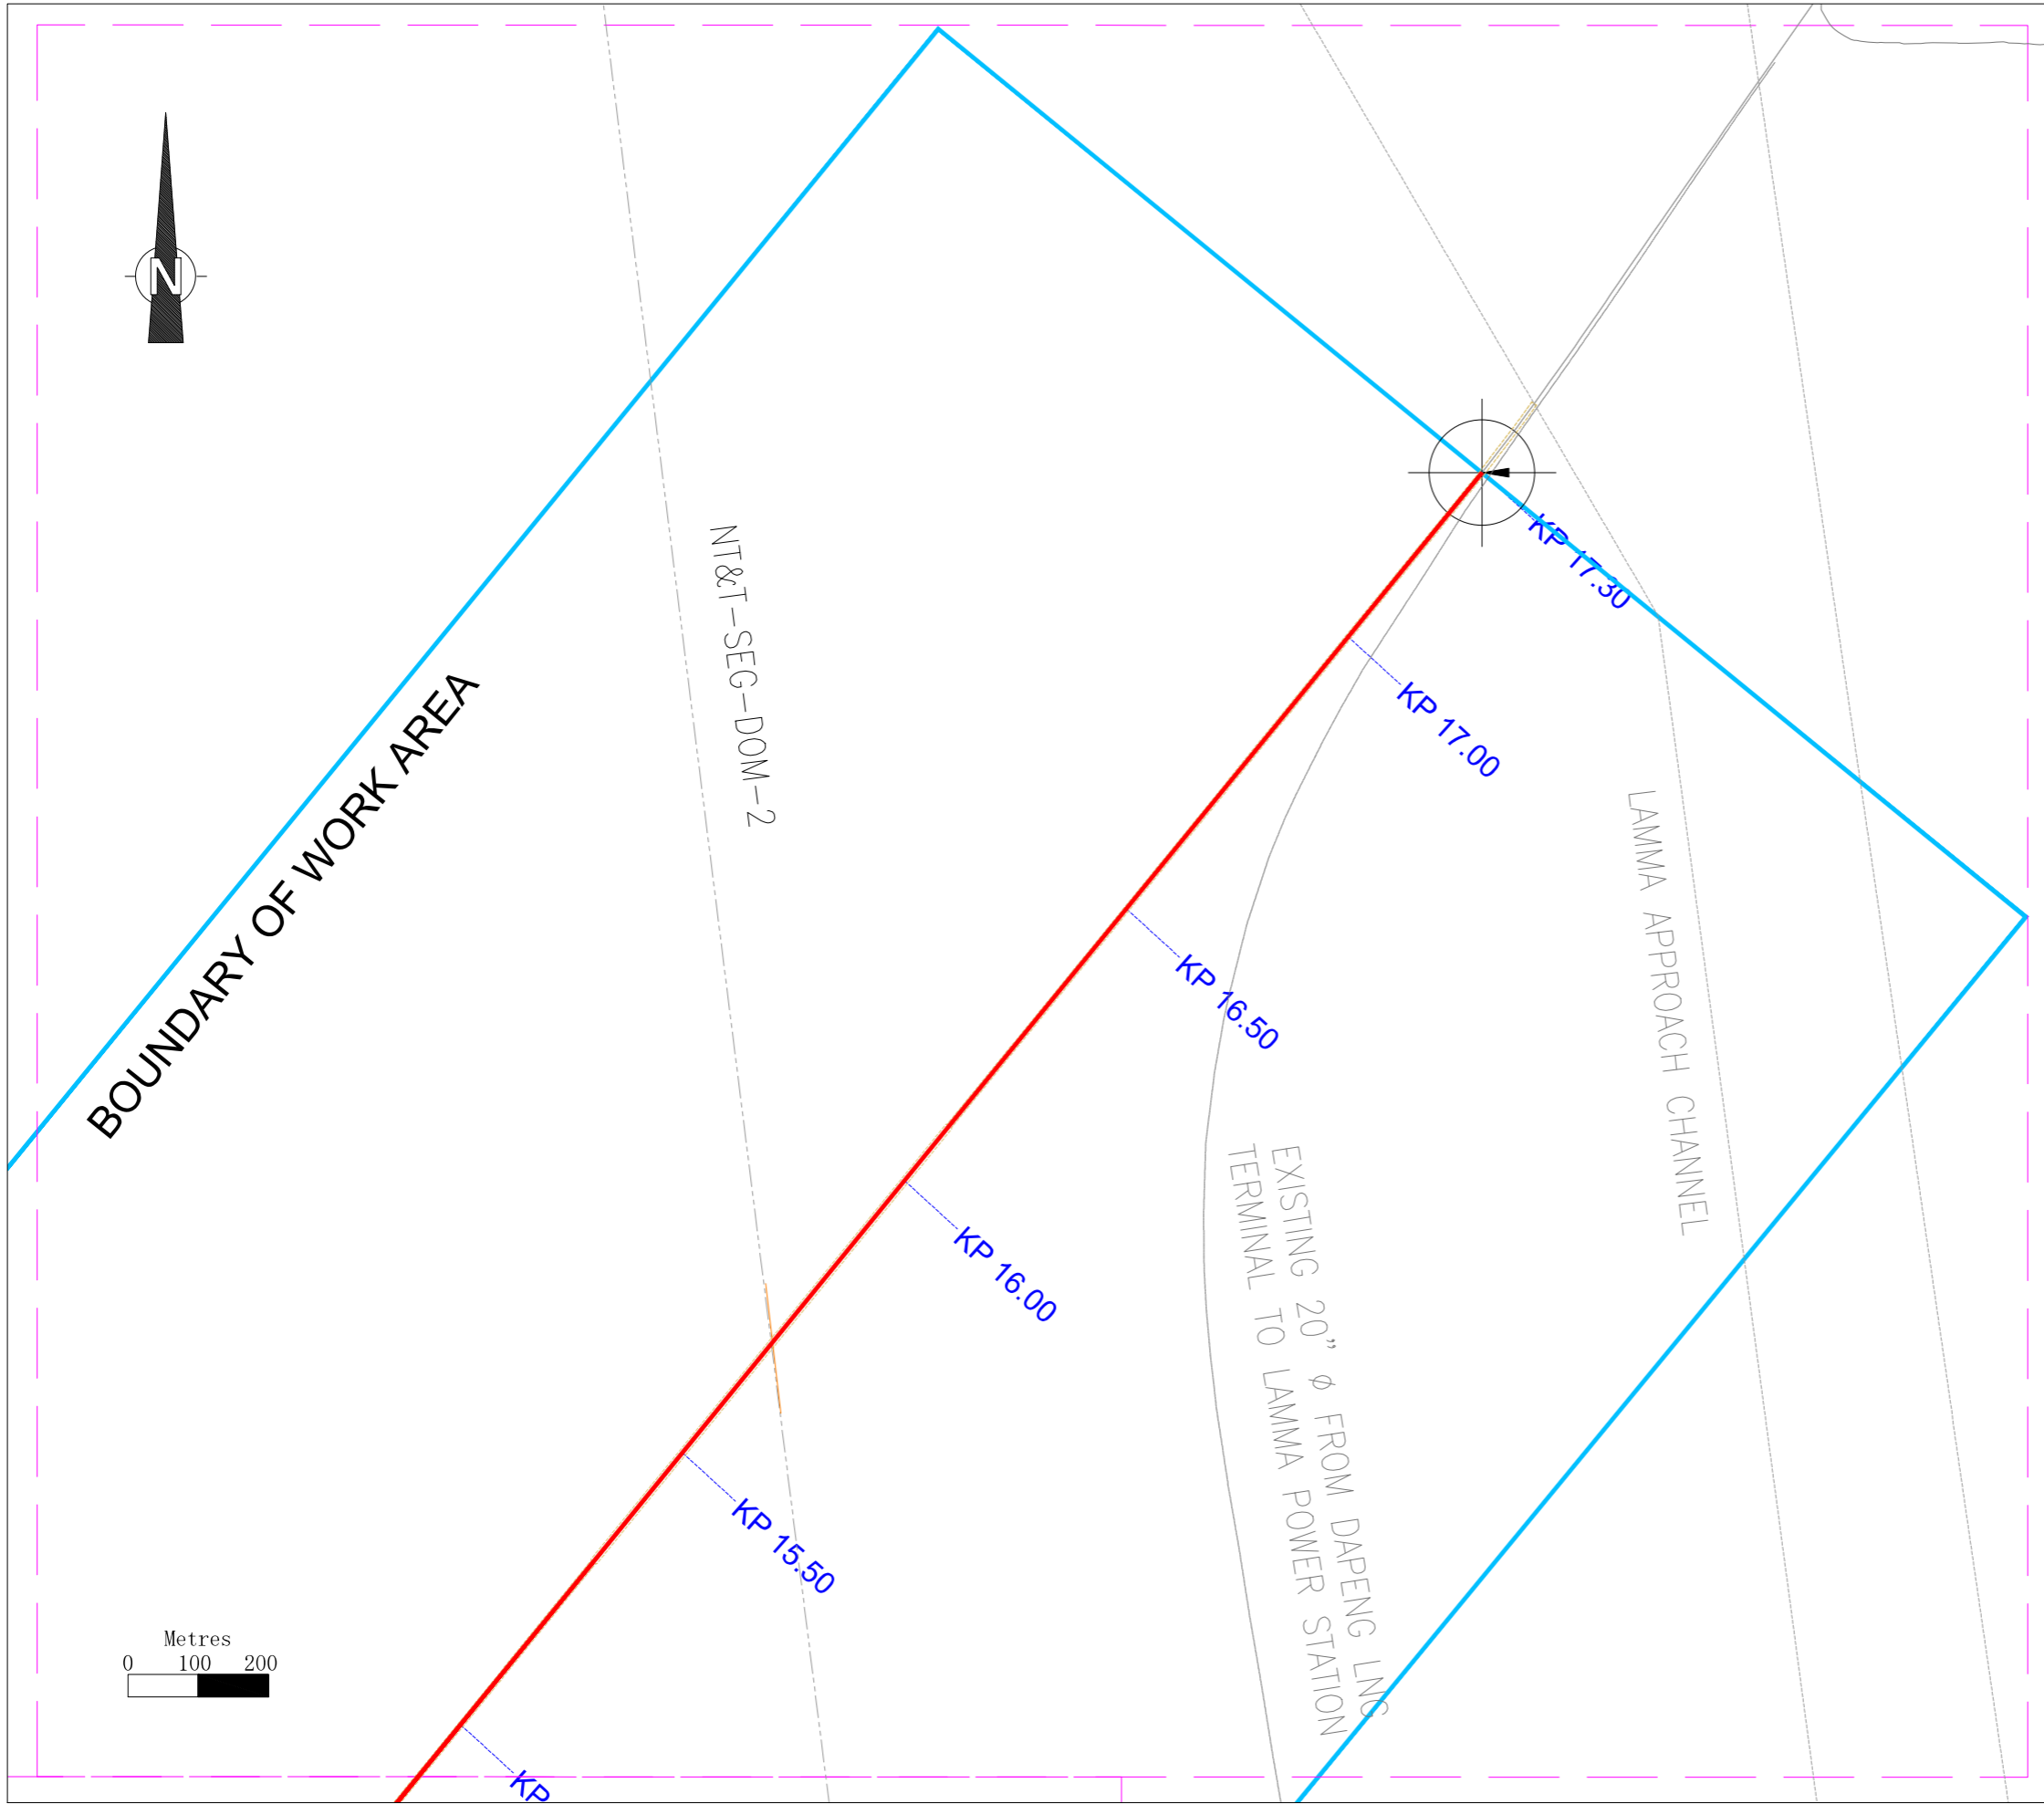 N
KP 17.30
NT&T-SEG-DOM-2
KP 17.00
BOUNDARY OF WORK AREA
LAMMA APPROACH CHANNEL
KP 16.50
EXISTING 20" ϕ FROM DAPENG LNG
TERMINAL TO LAMMA POWER STATION
KP 16.00
KP 15.50
Metres
0 100 200
KP